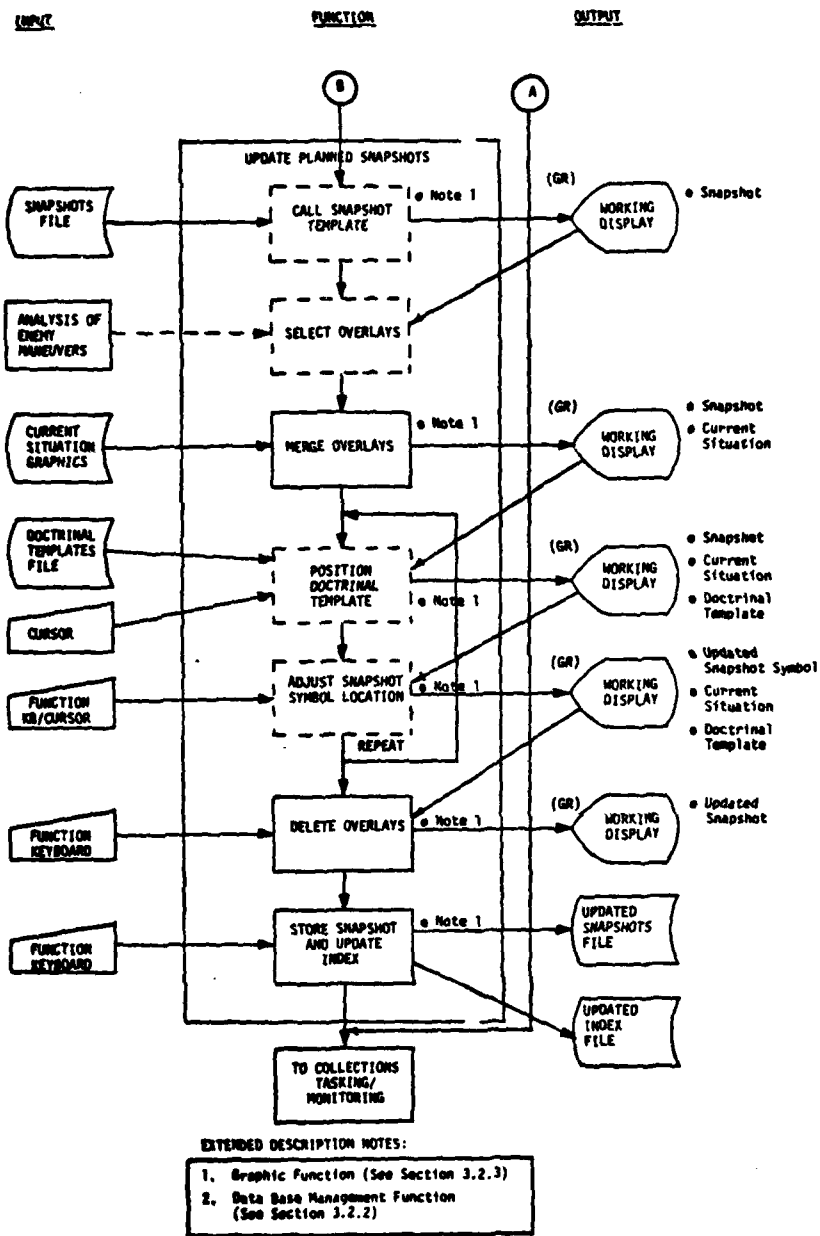 INPUT
FUNCTION
OUTPUT
B
A
UPDATE PLANNED SNAPSHOTS
SNAPSHOTS
FILE
CALL SNAPSHOT
TEMPLATE
• Note 1
(GR)
WORKING
DISPLAY
• Snapshot
ANALYSIS OF
ENEMY
MANEUVERS
SELECT OVERLAYS
CURRENT
SITUATION
GRAPHICS
MERGE OVERLAYS
• Note 1
(GR)
WORKING
DISPLAY
• Snapshot
• Current
Situation
DOCTRINAL
TEMPLATES
FILE
CURSOR
POSITION
DOCTRINAL
TEMPLATE
• Note 1
(GR)
WORKING
DISPLAY
• Snapshot
• Current
Situation
• Doctrinal
Template
FUNCTION
KB/CURSOR
ADJUST SNAPSHOT
SYMBOL LOCATION
• Note 1
REPEAT
(GR)
WORKING
DISPLAY
• Updated
Snapshot Symbol
• Current
Situation
• Doctrinal
Template
FUNCTION
KEYBOARD
DELETE OVERLAYS
• Note 1
(GR)
WORKING
DISPLAY
• Updated
Snapshot
FUNCTION
KEYBOARD
STORE SNAPSHOT
AND UPDATE
INDEX
• Note 1
UPDATED
SNAPSHOTS
FILE
UPDATED
INDEX
FILE
TO COLLECTIONS
TASKING/
MONITORING
EXTENDED DESCRIPTION NOTES:
1. Graphic Function (See Section 3.2.3)
2. Data Base Management Function
(See Section 3.2.2)